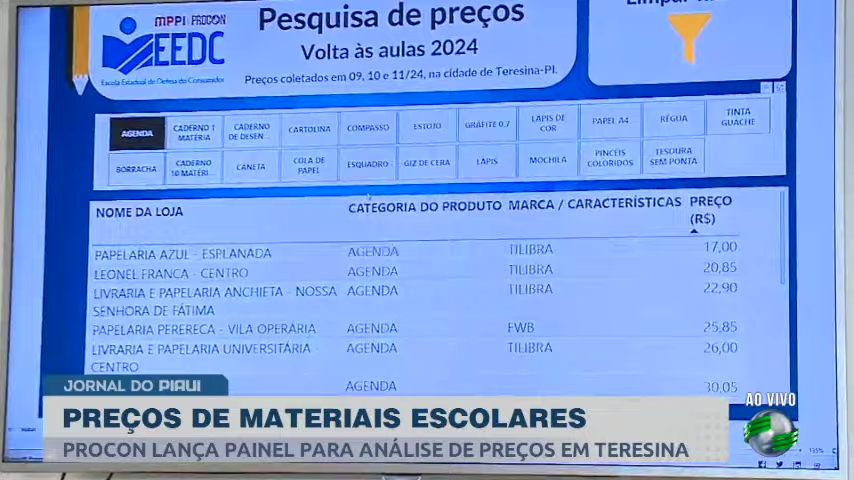 MPPI | PROCON
EEDC
Escola Estadual de Defesa do Consumidor
Pesquisa de preços
Volta às aulas 2024
Preços coletados em 09, 10 e 11/24, na cidade de Teresina-PI.
AGENDA
CADERNO 1 MATÉRIA
CADERNO DE DESEN...
CARTOLINA
COMPASSO
ESTOJO
GRAFITE 0,7
LAPIS DE COR
PAPEL A4
RÉGUA
TINTA GUACHE
BORRACHA
CADERNO 10 MATÉRI...
CANETA
COLA DE PAPEL
ESQUADRO
GIZ DE CERA
LAPIS
MOCHILA
PINCEIS COLORIDOS
TESOURA SEM PONTA
NOME DA LOJA CATEGORIA DO PRODUTO MARCA / CARACTERÍSTICAS PREÇO
(R$)
PAPELARIA AZUL - ESPLANADA AGENDA TILIBRA 17,00
LEONEL FRANCA - CENTRO AGENDA TILIBRA 20,85
LIVRARIA E PAPELARIA ANCHIETA - NOSSA AGENDA TILIBRA 22,90
SENHORA DE FÁTIMA
PAPELARIA PERERECA - VILA OPERÁRIA AGENDA FWB 25,85
LIVRARIA E PAPELARIA UNIVERSITÁRIA - AGENDA TILIBRA 26,00
CENTRO
AGENDA 30,05
JORNAL DO PIAUI
PREÇOS DE MATERIAIS ESCOLARES
PROCON LANÇA PAINEL PARA ANÁLISE DE PREÇOS EM TERESINA
AO VIVO
135%